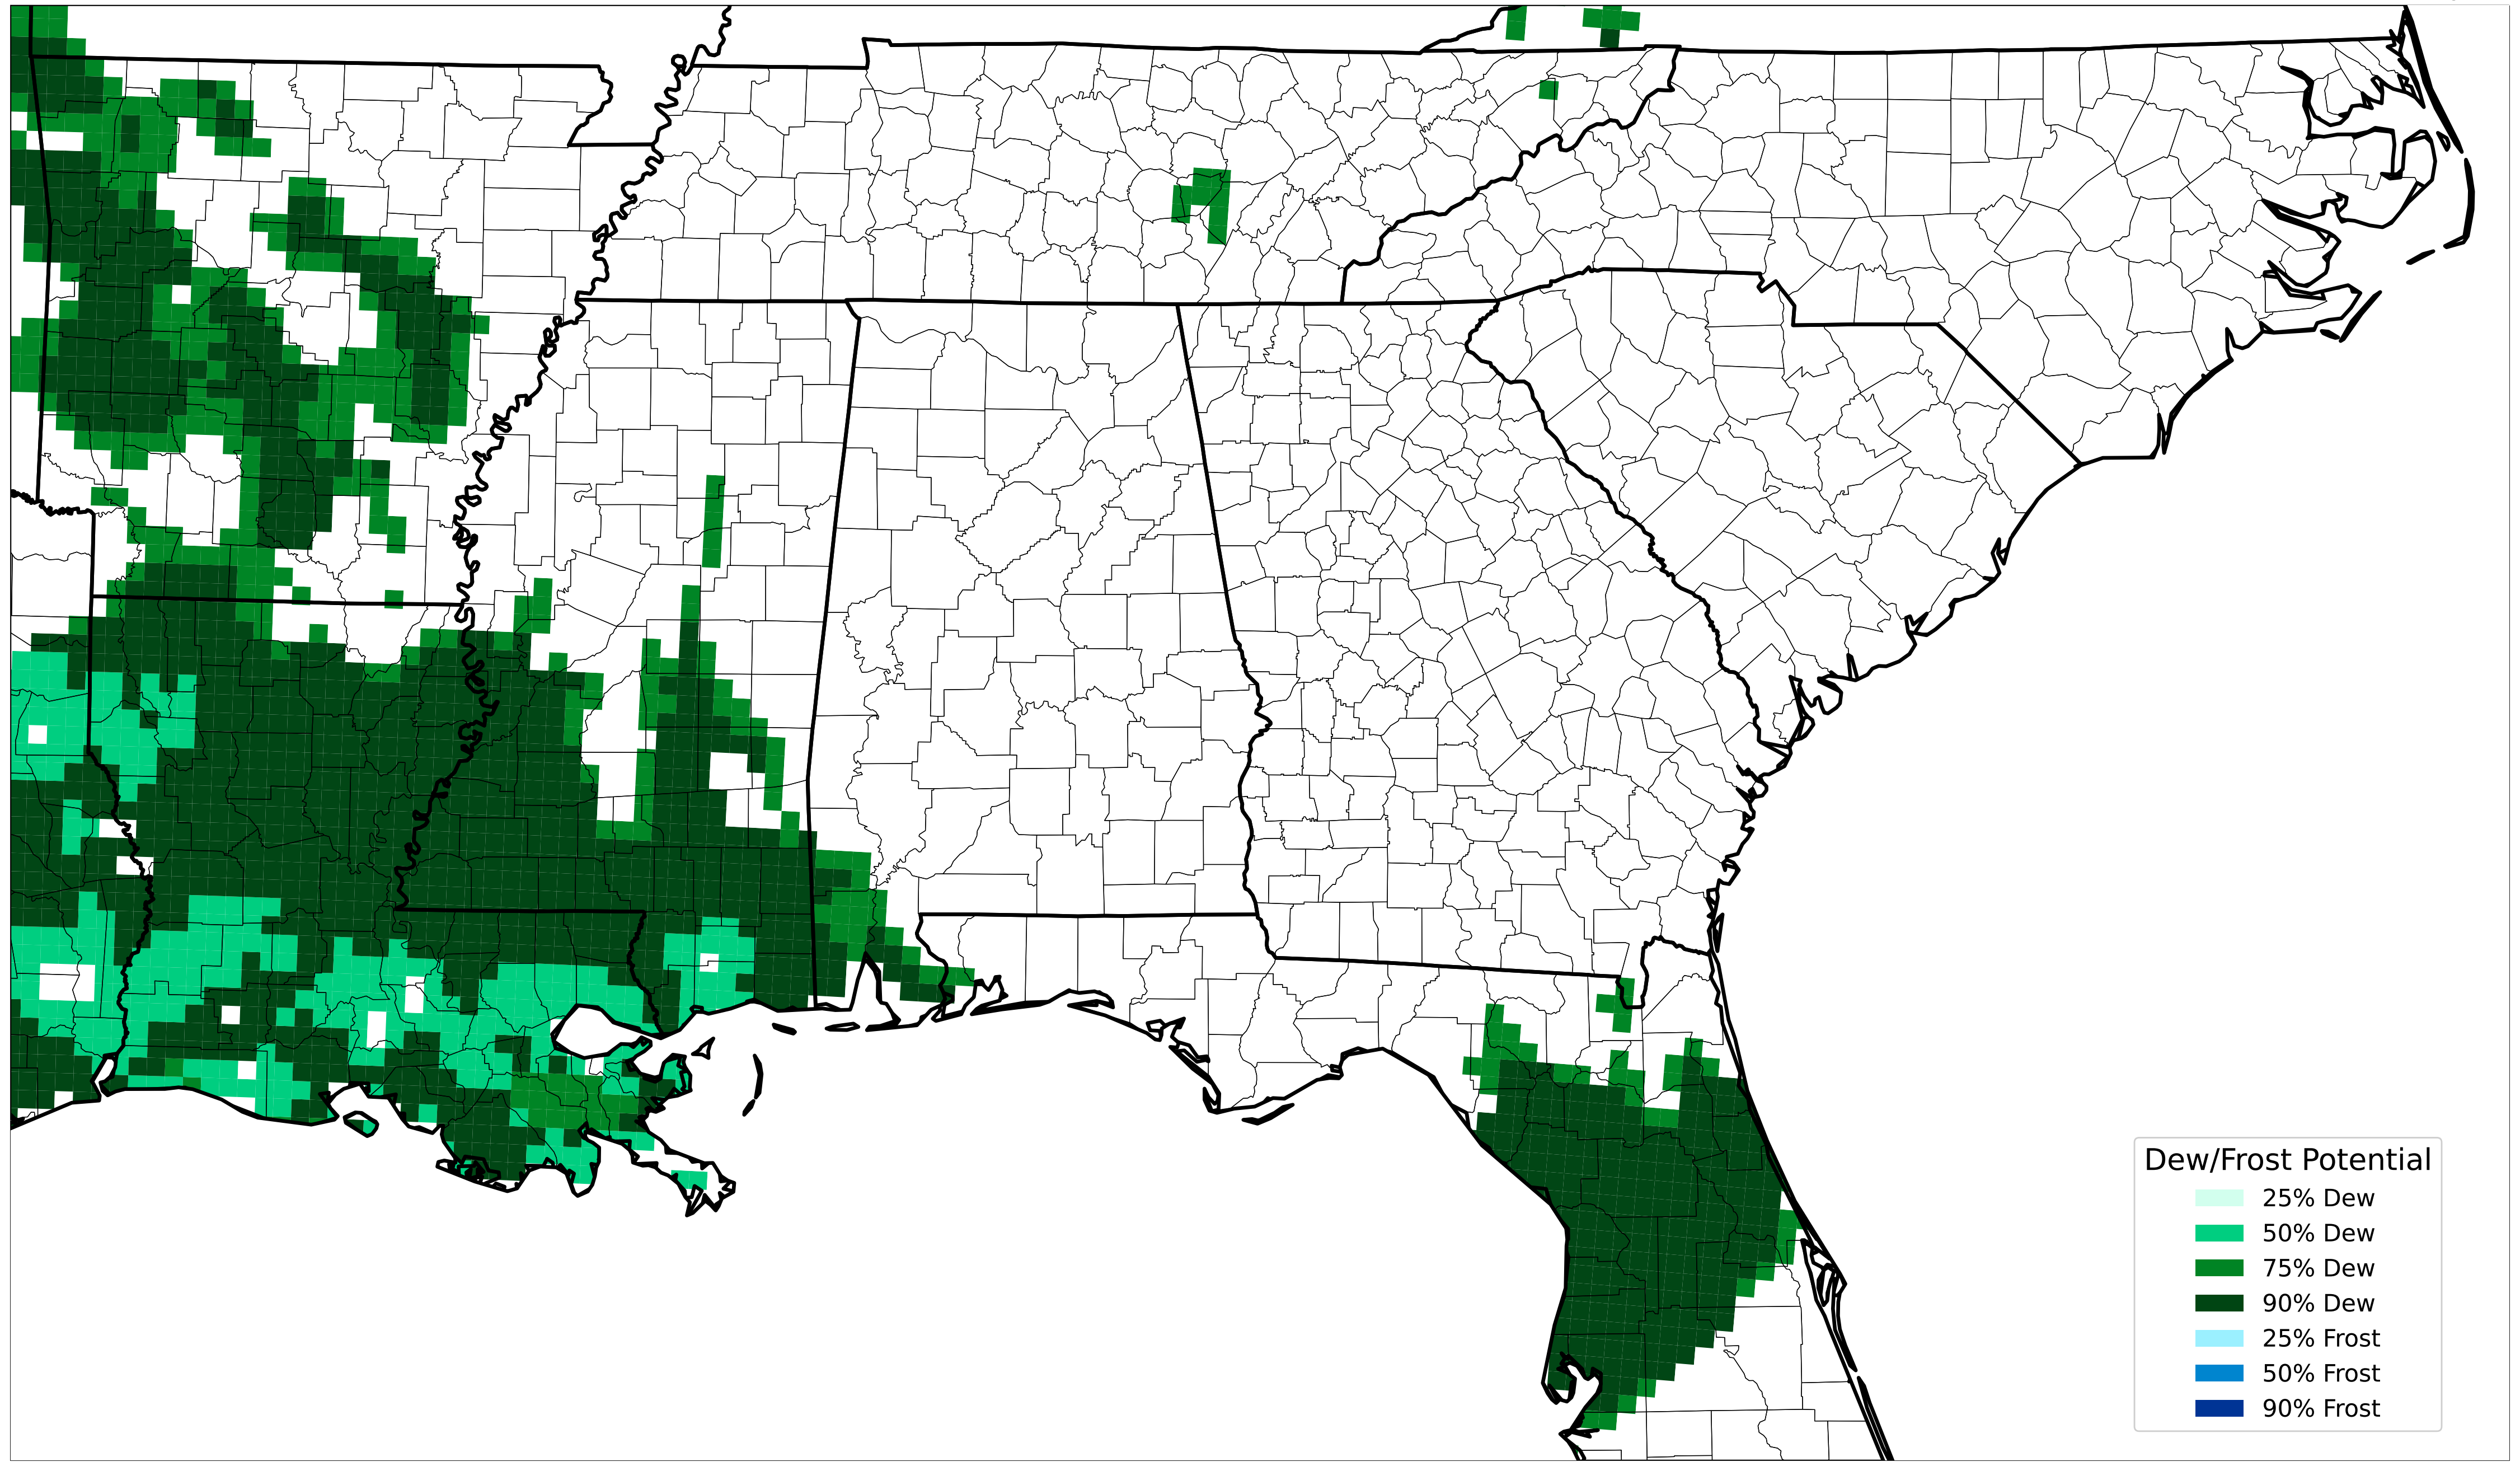 Dew/Frost Potential
25% Dew
50% Dew
75% Dew
90% Dew
25% Frost
50% Frost
90% Frost